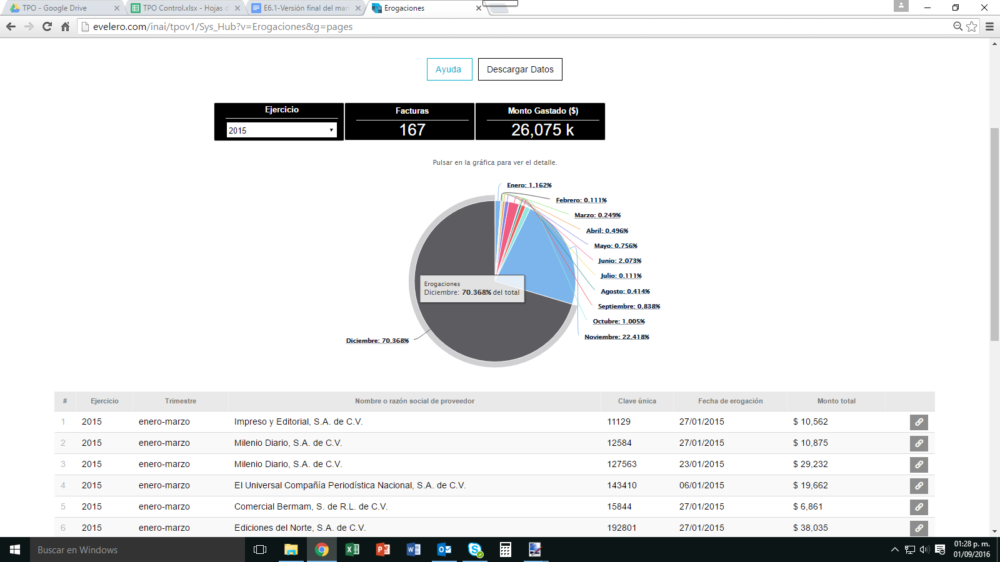 TPO - Google Drive
TPO Control.xlsx - Hojas d
E6.1-Versión final del man
Erogaciones
evelero.com/inai/tpov1/Sys_Hub?v=Erogaciones&g=pages
Ayuda
Descargar Datos
Ejercicio
Facturas
Monto Gastado ($)
2015
167
26,075 k
Pulsar en la gráfica para ver el detalle.
Enero: 1.162%
Febrero: 0.111%
Marzo: 0.249%
Abril: 0.496%
Mayo: 0.756%
Junio: 2.073%
Julio: 0.111%
Agosto: 0.414%
Septiembre: 0.838%
Octubre: 1.005%
Noviembre: 22.418%
Diciembre: 70.368%
Erogaciones
Diciembre: 70.368% del total
# Ejercicio Trimestre Nombre o razón social de proveedor Clave única Fecha de erogación Monto total
1 2015 enero-marzo Impreso y Editorial, S.A. de C.V. 11129 27/01/2015 $ 10,562
2 2015 enero-marzo Milenio Diario, S.A. de C.V. 12584 27/01/2015 $ 10,875
3 2015 enero-marzo Milenio Diario, S.A. de C.V. 127563 23/01/2015 $ 29,232
4 2015 enero-marzo El Universal Compañía Periodística Nacional, S.A. de C.V. 143410 06/01/2015 $ 19,662
5 2015 enero-marzo Comercial Bermam, S. de R.L. de C.V. 15844 27/01/2015 $ 6,861
6 2015 enero-marzo Ediciones del Norte, S.A. de C.V. 192801 27/01/2015 $ 38,035
Buscar en Windows
01:28 p. m.
01/09/2016